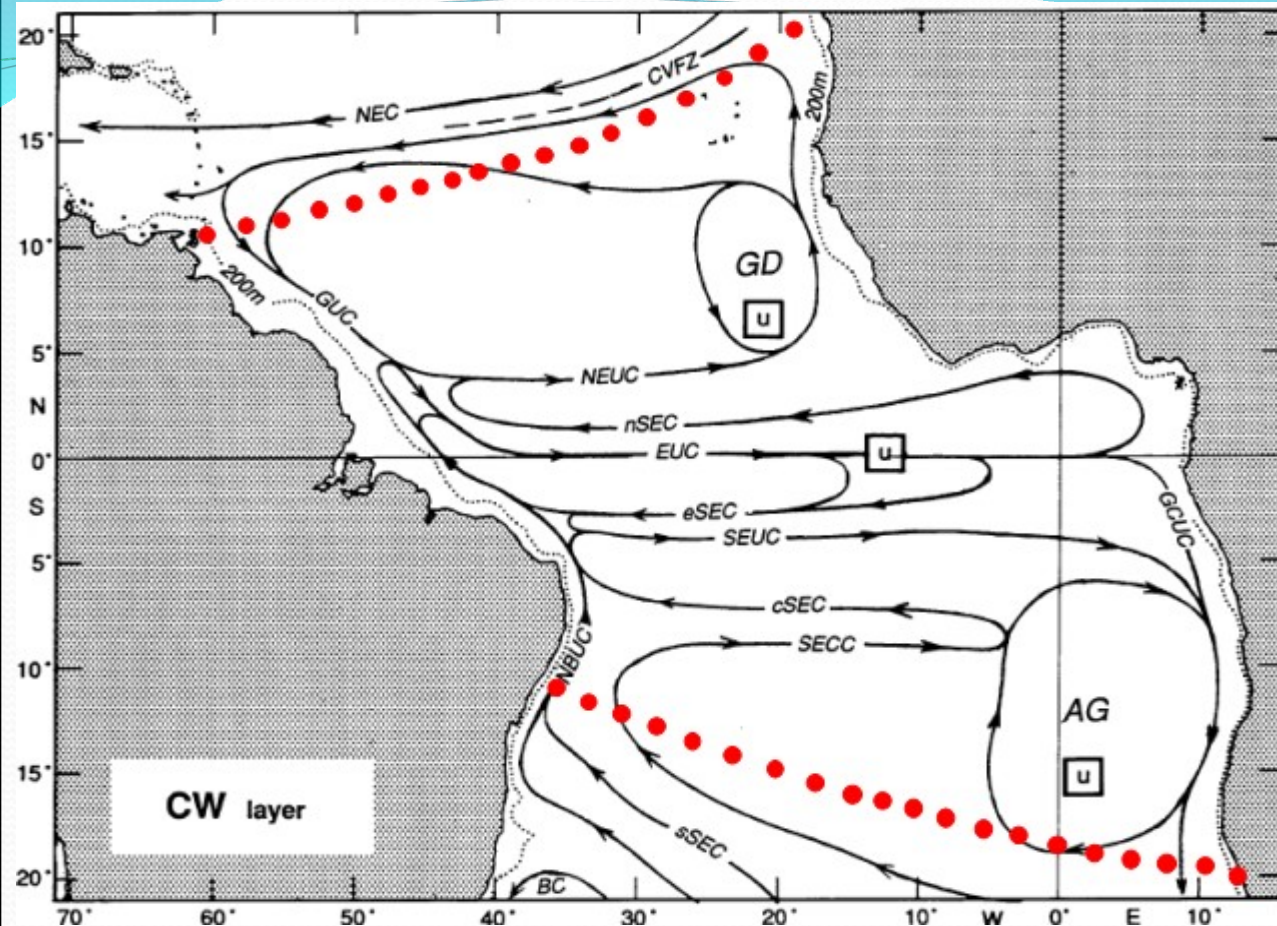 20°
CVFZ
NEC
200m
15°
10°
GD
200m
GUC
u
5°
NEUC
N
nSEC
EUC
u
0°
S
eSEC
GCUC
SEUC
5°
cSEC
SECC
NBUC
10°
AG
u
15°
CW layer
sSEC
20°
BC
70° 60° 50° 40° 30° 20° 10° W 0° E 10°